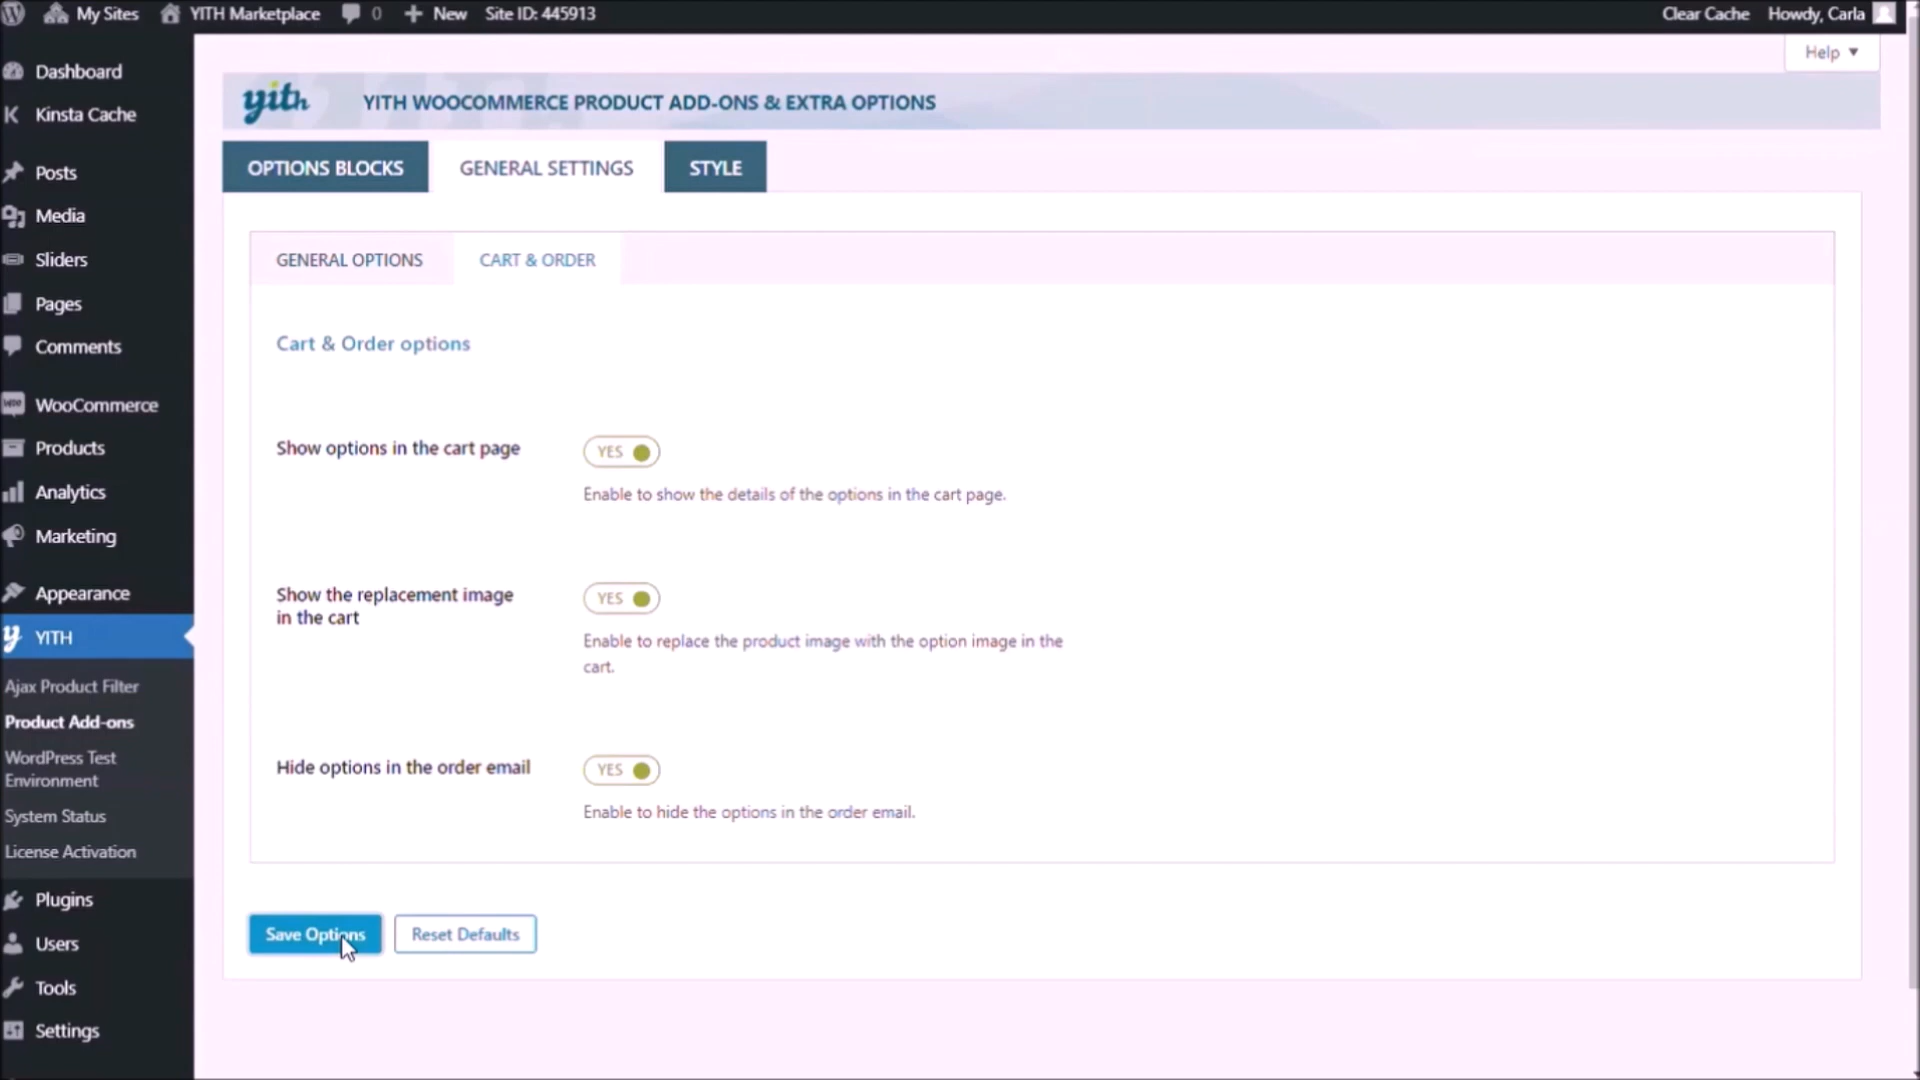 My Sites
YITH Marketplace
0
New
Site ID: 445913
Clear Cache
Howdy, Carla
Help
Dashboard
Kinsta Cache
Posts
Media
Sliders
Pages
Comments
WooCommerce
Products
Analytics
Marketing
Appearance
YITH
Ajax Product Filter
Product Add-ons
WordPress Test
Environment
System Status
License Activation
Plugins
Users
Tools
Settings
yith
YITH WOOCOMMERCE PRODUCT ADD-ONS & EXTRA OPTIONS
OPTIONS BLOCKS
GENERAL SETTINGS
STYLE
GENERAL OPTIONS
CART & ORDER
Cart & Order options
Show options in the cart page
YES
Enable to show the details of the options in the cart page.
Show the replacement image
in the cart
YES
Enable to replace the product image with the option image in the
cart.
Hide options in the order email
YES
Enable to hide the options in the order email.
Save Options
Reset Defaults